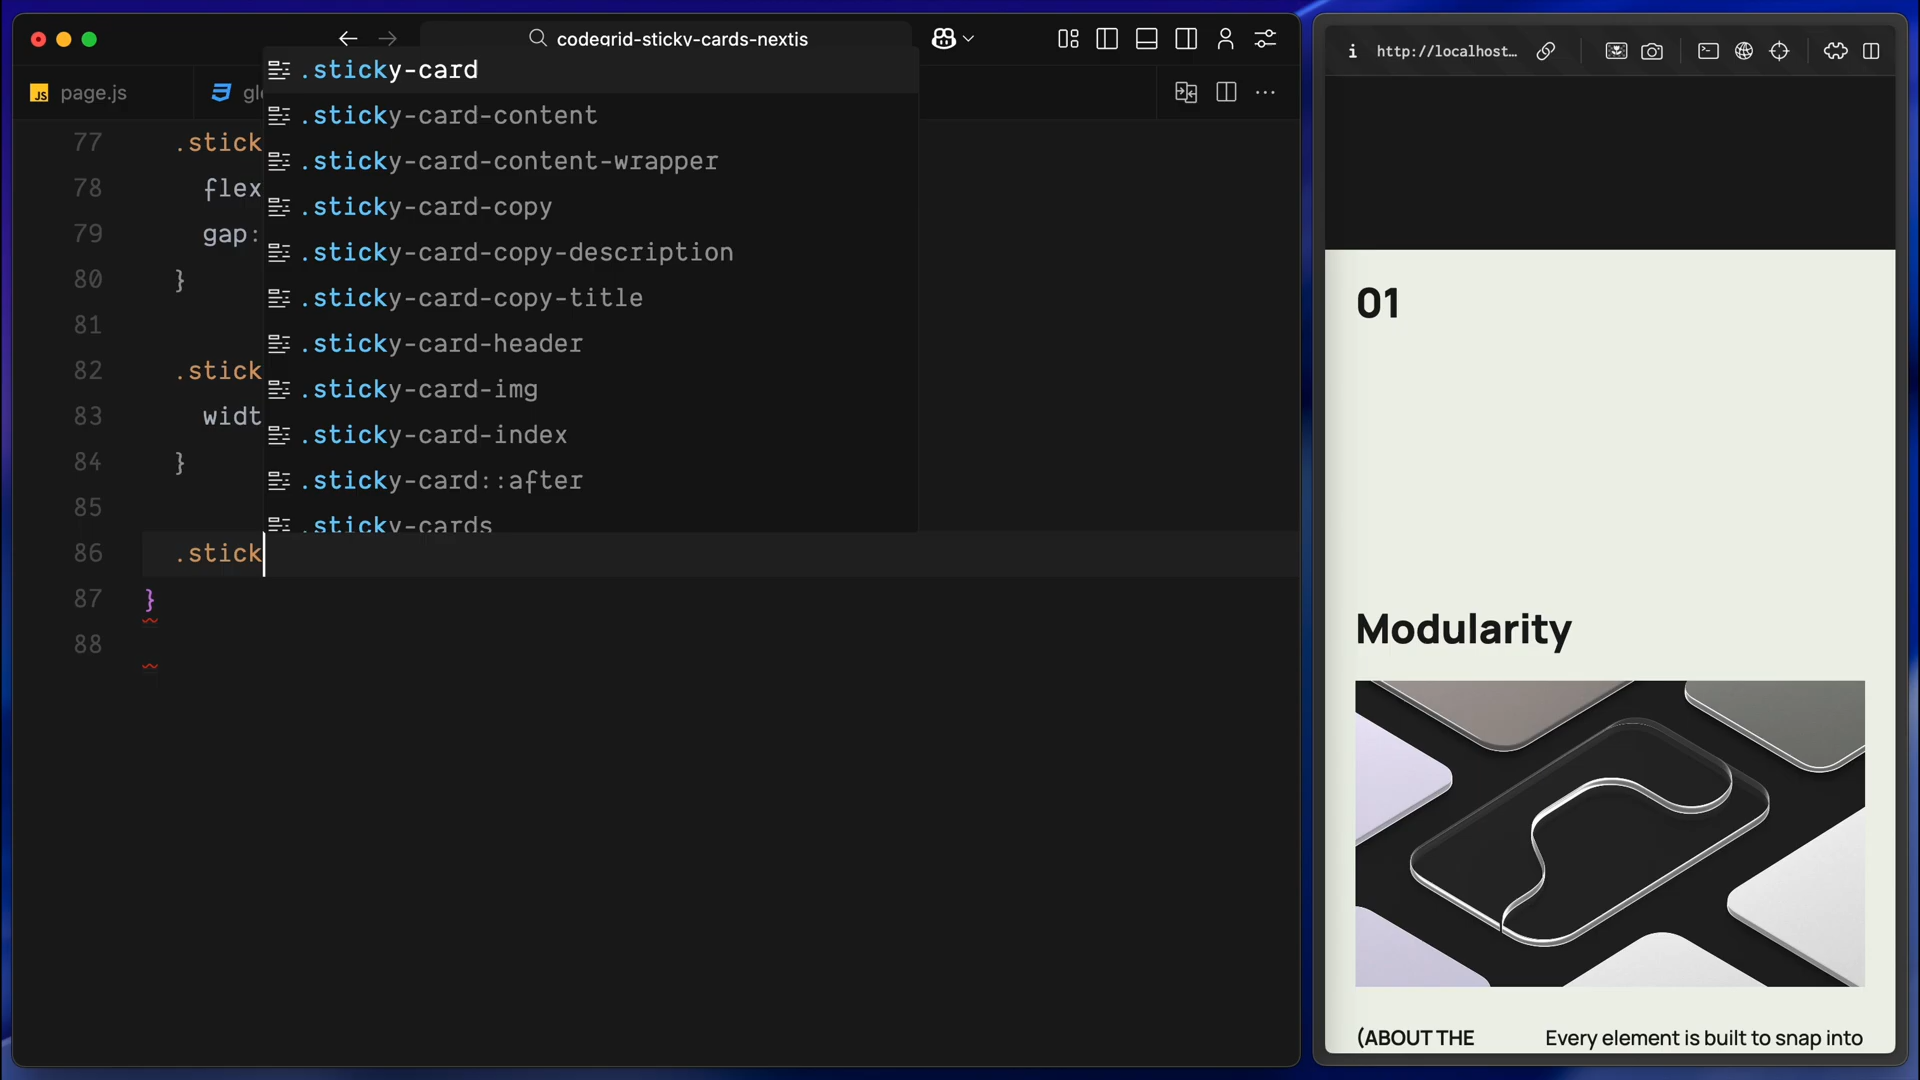 codegrid-sticky-cards-nextjs
page.js
gl
77 .stick
78 flex
79 gap:
80 }
81
82 .stick
83 widt
84 }
85
86 .stick
87 }
88
.sticky-card
.sticky-card-content
.sticky-card-content-wrapper
.sticky-card-copy
.sticky-card-copy-description
.sticky-card-copy-title
.sticky-card-header
.sticky-card-img
.sticky-card-index
.sticky-card::after
.sticky-cards
http://localhost...
01
Modularity
(ABOUT THE
Every element is built to snap into